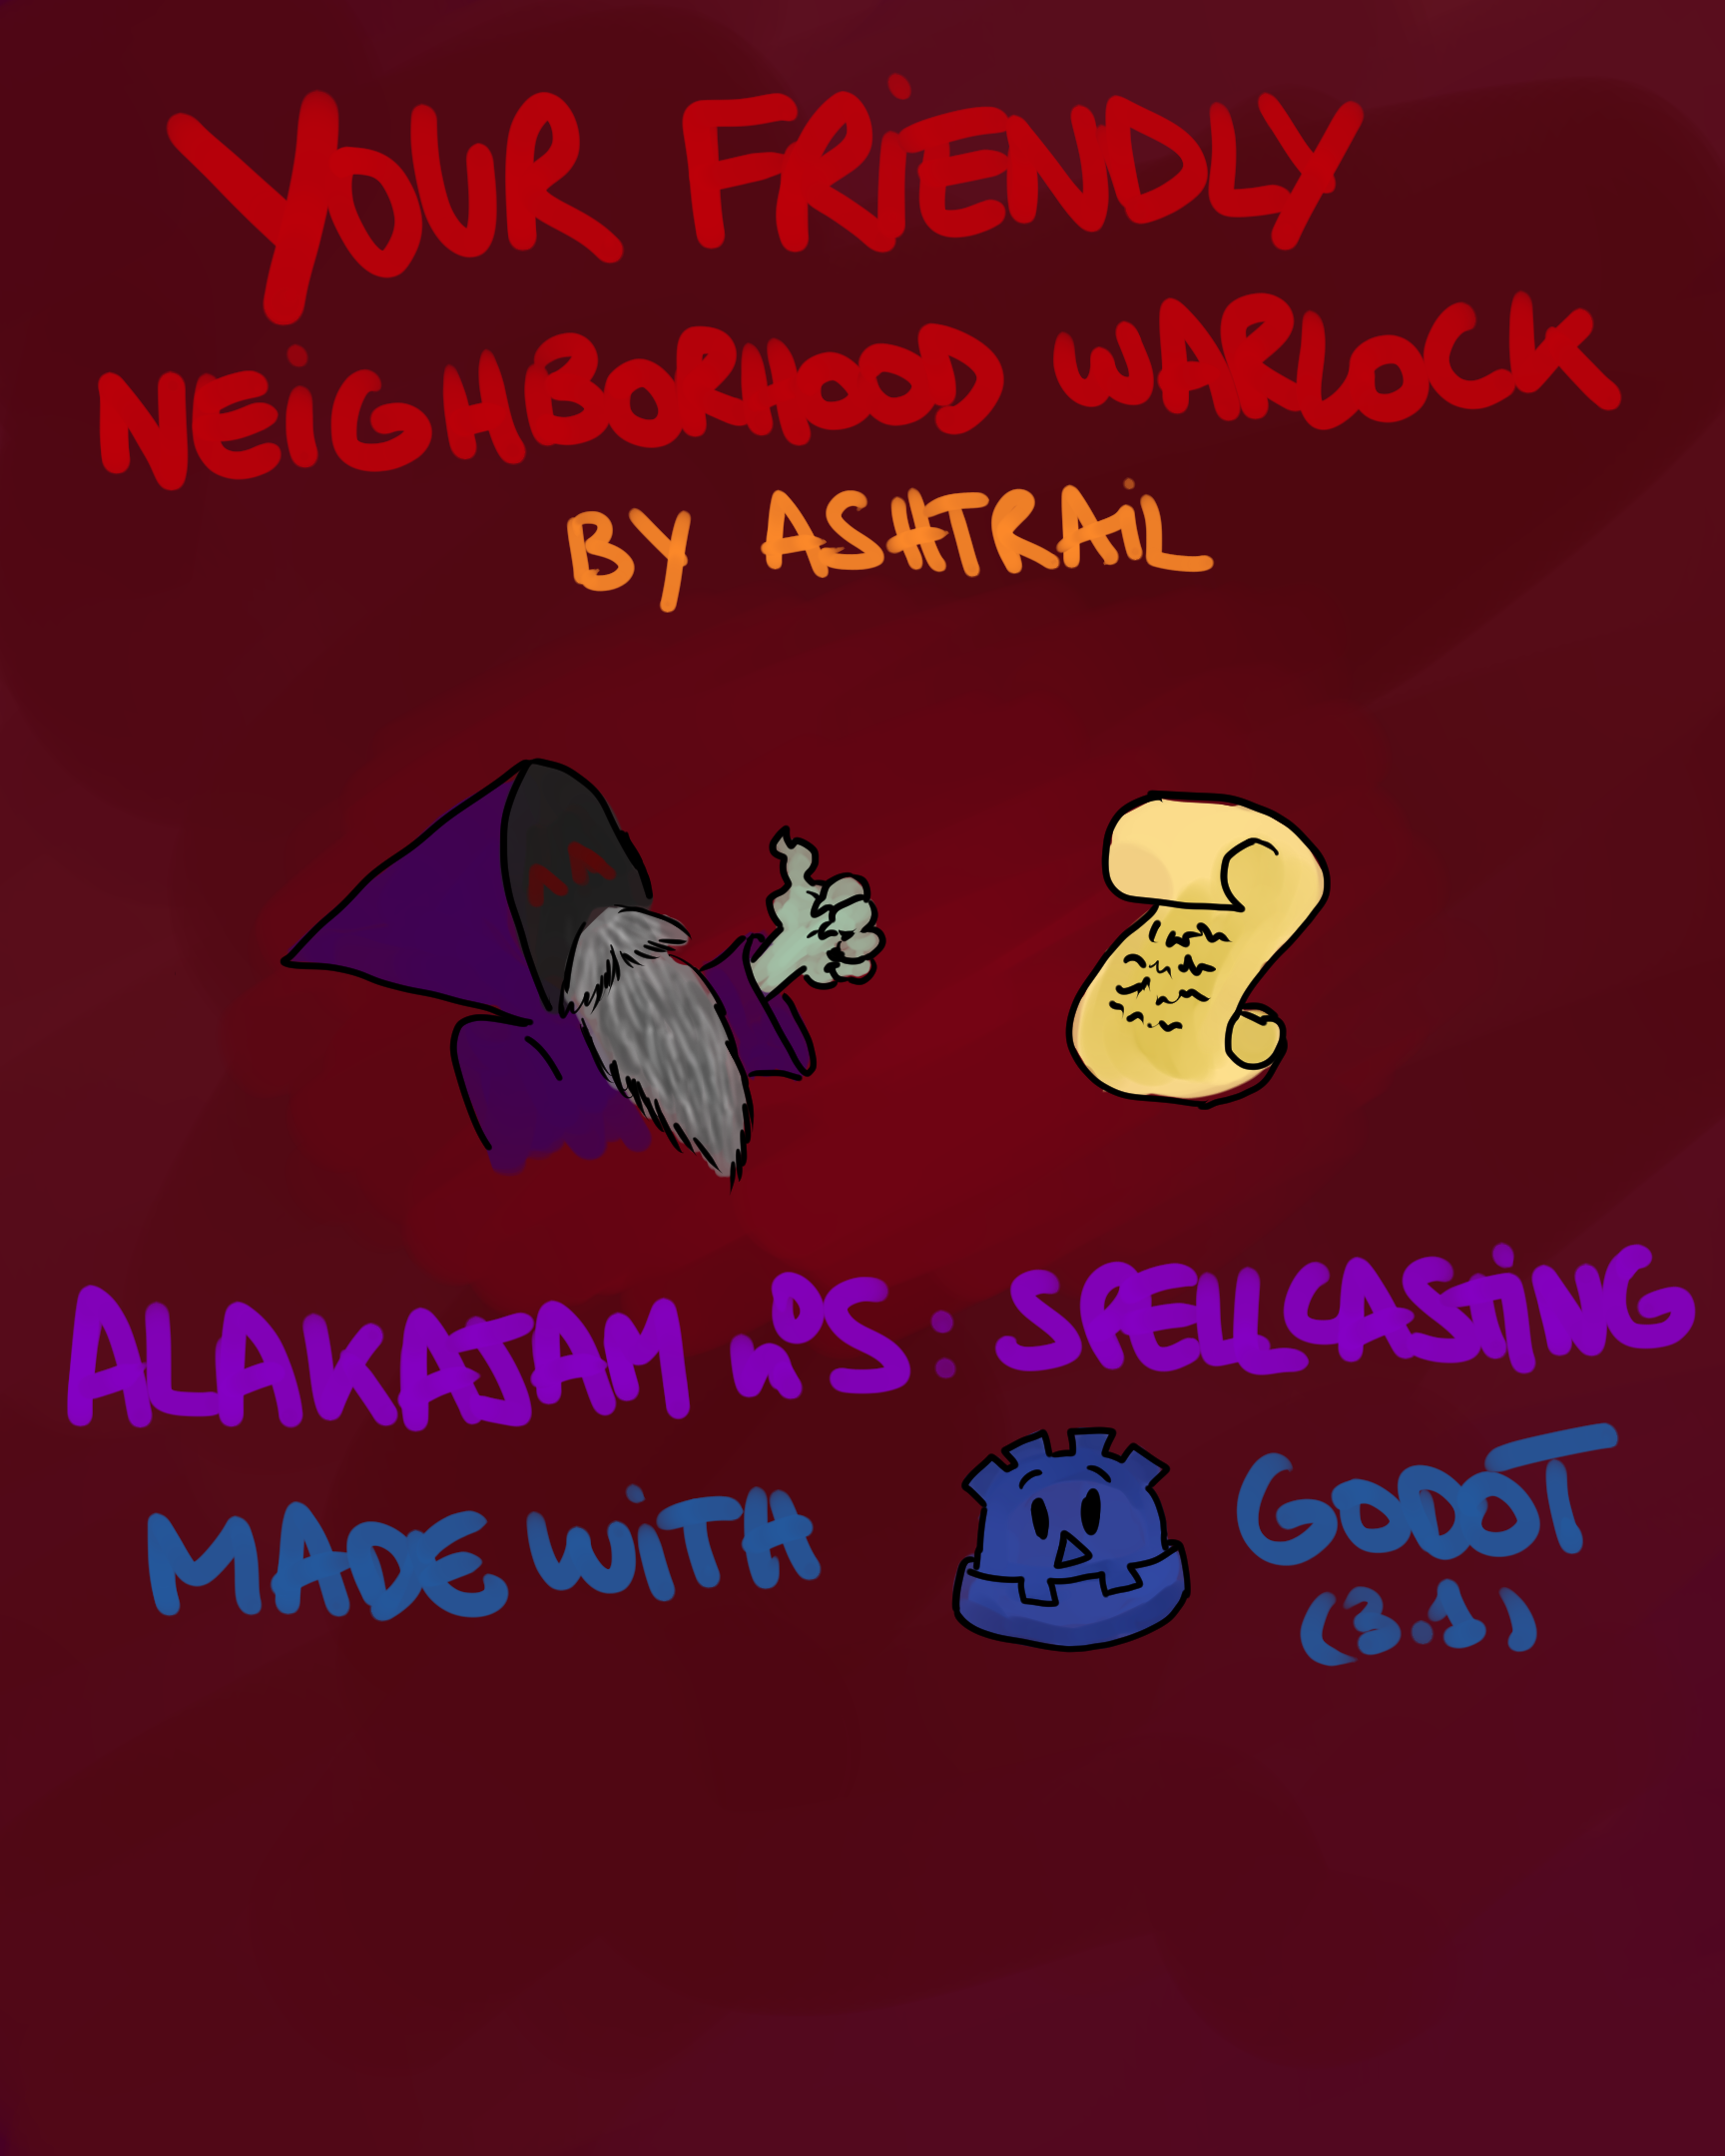 YOUR FRiENDLY
NEiGHBORHOOD WARLOCK
BY ASHTRAiL
ALAKAJAM n°5 : SPELLCASTiNG
MADE WiTH GODOT
(3.1)